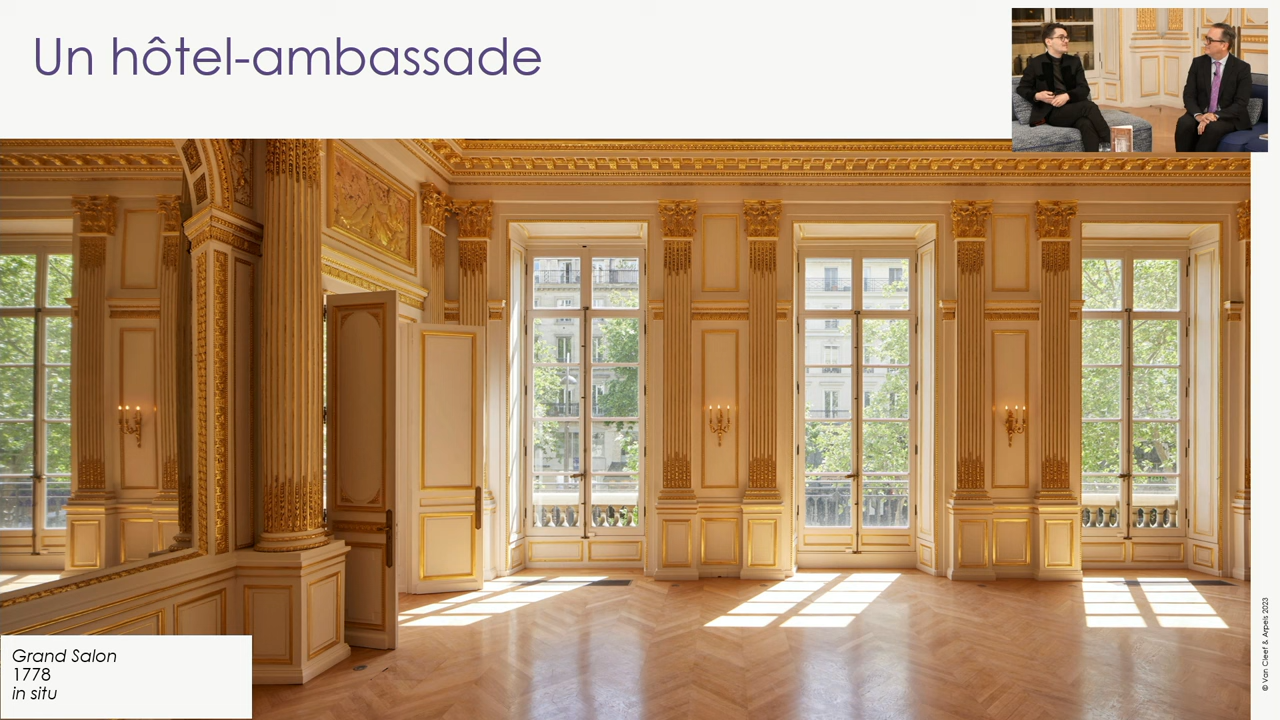 Un hôtel-ambassade
Grand Salon
1778
in situ
© Van Cleef & Arpels 2023